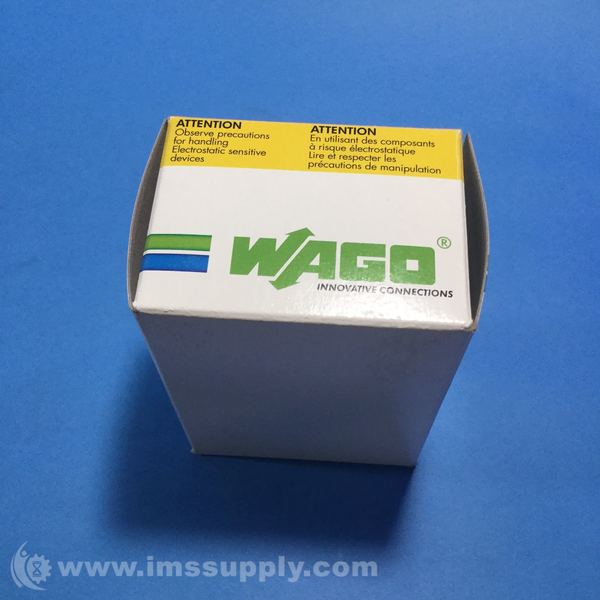 ATTENTION
Observe precautions
for handling
Electrostatic sensitive
devices
ATTENTION
En utilisant des composants
à risque électrostatique
Lire et respecter les
précautions de manipulation
WAGO®
INNOVATIVE CONNECTIONS
www.imssupply.com